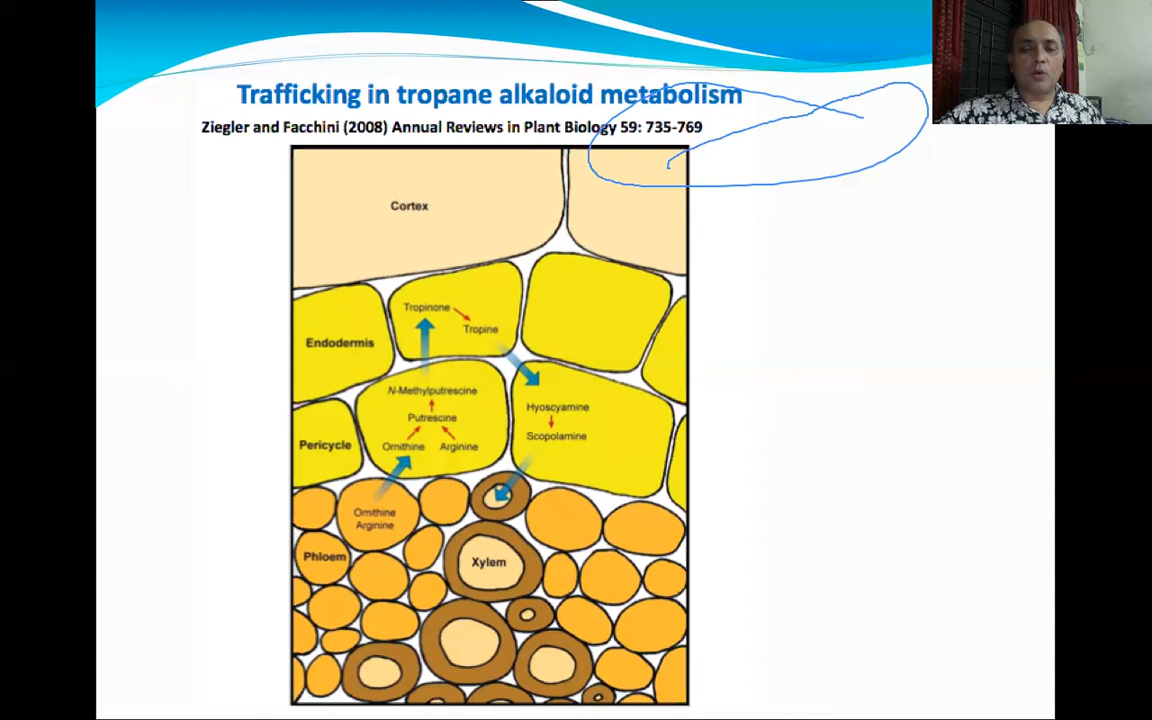 Trafficking in tropane alkaloid metabolism
Ziegler and Facchini (2008) Annual Reviews in Plant Biology 59: 735-769
Cortex
Tropinone
Tropine
Endodermis
N-Methylputrescine
Putrescine
Ornithine Arginine
Hyoscyamine
Scopolamine
Pericycle
Ornithine
Arginine
Phloem
Xylem